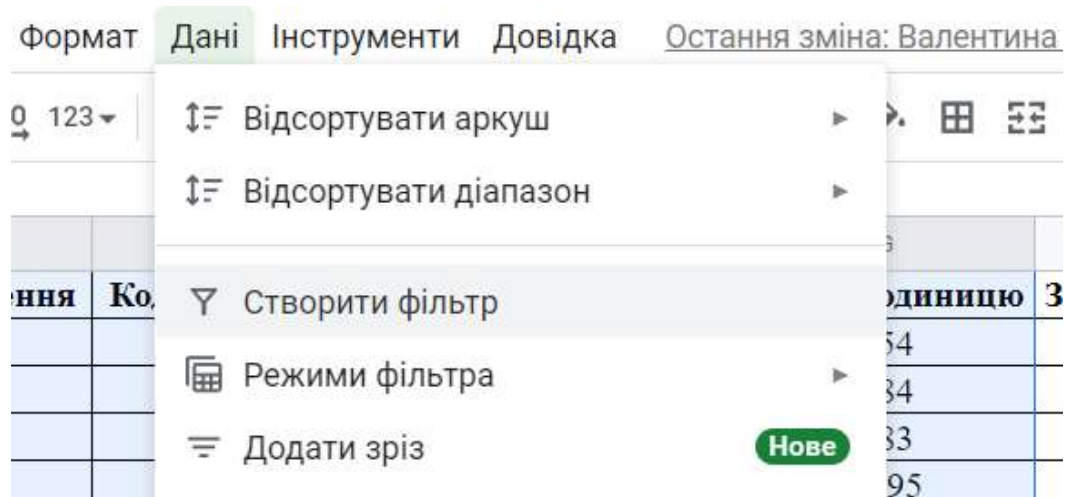 Формат Дані Інструменти Довідка Остання зміна: Валентина
123
Відсортувати аркуш
Відсортувати діапазон
Створити фільтр
Режими фільтра
Додати зріз Нове